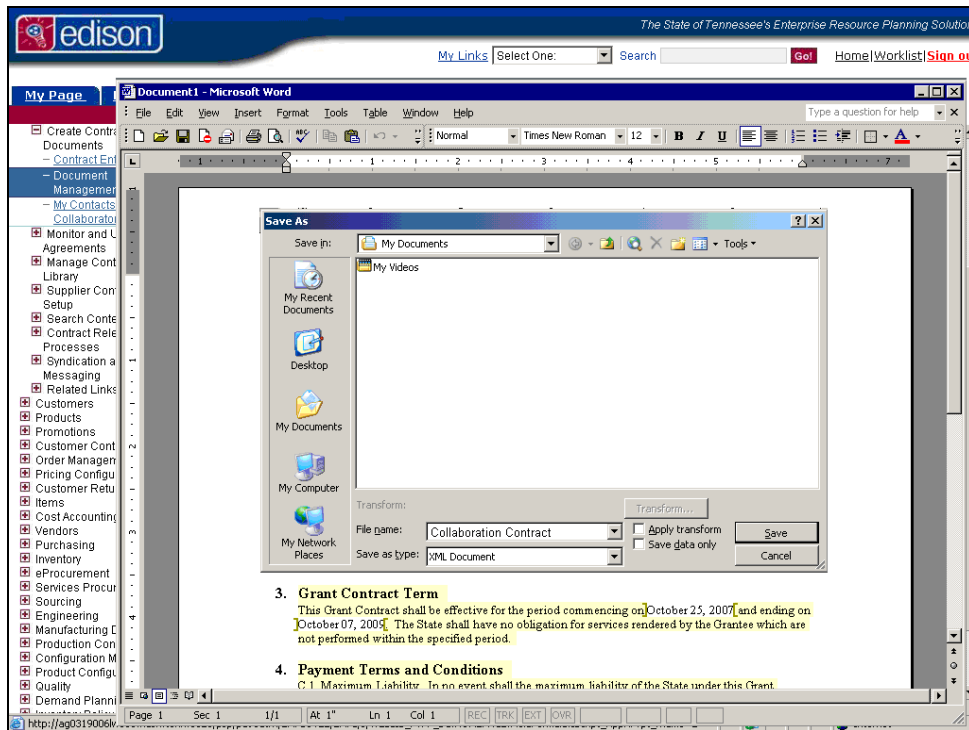 edison
The State of Tennessee's Enterprise Resource Planning Solution
My Links Select One: Search Go! Home|Worklist|Sign ou
My Page
Create Contra
Documents
Contract Ent
Document
Managemen
My Contacts
Collaborator
Monitor and U
Agreements
Manage Cont
Library
Supplier Con
Setup
Search Conte
Contract Rele
Processes
Syndication a
Messaging
Related Links
Customers
Products
Promotions
Customer Cont
Order Managem
Pricing Configu
Customer Retu
Items
Cost Accounting
Vendors
Purchasing
Inventory
eProcurement
Services Procur
Sourcing
Engineering
Manufacturing D
Production Con
Configuration M
Product Configu
Quality
Demand Planni
Document1 - Microsoft Word
File Edit View Insert Format Tools Table Window Help
Type a question for help
Normal Times New Roman 12 B I U
Save As
Save in: My Documents Tools
My Videos
My Recent
Documents
Desktop
My Documents
My Computer
My Network
Places
Transform: Transform...
File name: Collaboration Contract Apply transform Save
Save data only
Save as type: XML Document Cancel
3. Grant Contract Term
This Grant Contract shall be effective for the period commencing on October 25, 2007 and ending on
October 07, 2009. The State shall have no obligation for services rendered by the Grantee which are
not performed within the specified period.
4. Payment Terms and Conditions
C.1. Maximum Liability. In no event shall the maximum liability of the State under this Grant
Page 1 Sec 1 1/1 At 1" Ln 1 Col 1 REC TRK EXT OVR